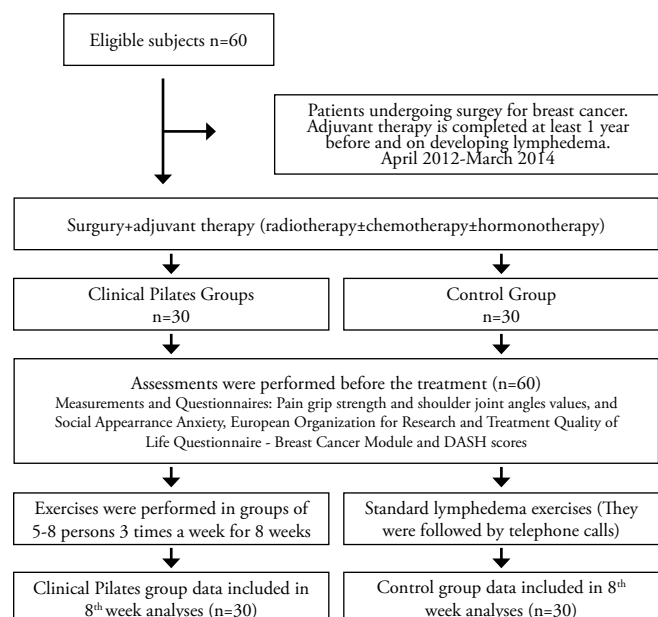 Eligible subjects n=60
Patients undergoing surgey for breast cancer.
Adjuvant therapy is completed at least 1 year
before and on developing lymphedema.
April 2012-March 2014
Surgury+adjuvant therapy (radiotherapy±chemotherapy±hormonotherapy)
Clinical Pilates Groups
n=30
Control Group
n=30
Assessments were performed before the treatment (n=60)
Measurements and Questionnaires: Pain grip strength and shoulder joint angles values, and
Social Appearrance Anxiety, European Organization for Research and Treatment Quality of
Life Questionnaire - Breast Cancer Module and DASH scores
Exercises were performed in groups of
5-8 persons 3 times a week for 8 weeks
Standard lymphedema exercises (They
were followed by telephone calls)
Clinical Pilates group data included in
8th week analyses (n=30)
Control group data included in 8th
week analyses (n=30)